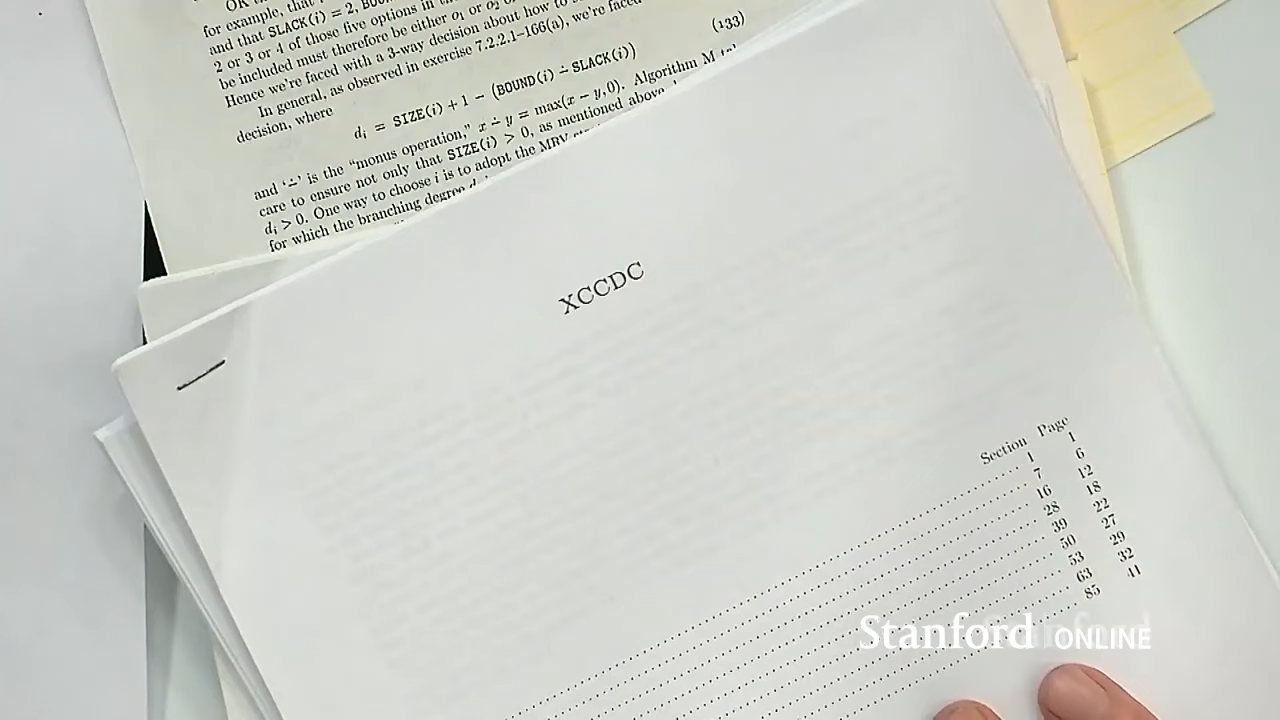 for example, that
and that SLACK(i) = 2, BOU
2 or 3 or 4 of those five options in th
be included must therefore be either o₁ or o₂
Hence we're faced with a 3-way decision about how to
In general, as observed in exercise 7.2.2.1–166(a), we're faced
decision, where
dᵢ = SIZE(i) + 1 − (BOUND(i) ∸ SLACK(i)) (133)
and '∸' is the "monus operation," x ∸ y = max(x − y, 0). Algorithm M
care to ensure not only that SIZE(i) > 0, as mentioned above
dᵢ > 0. One way to choose i is to adopt the MRV
for which the branching degree
XCCDC
Section Page
1 1
7 6
16 12
28 18
39 22
50 27
53 29
63 32
85 41
Stanford ONLINE